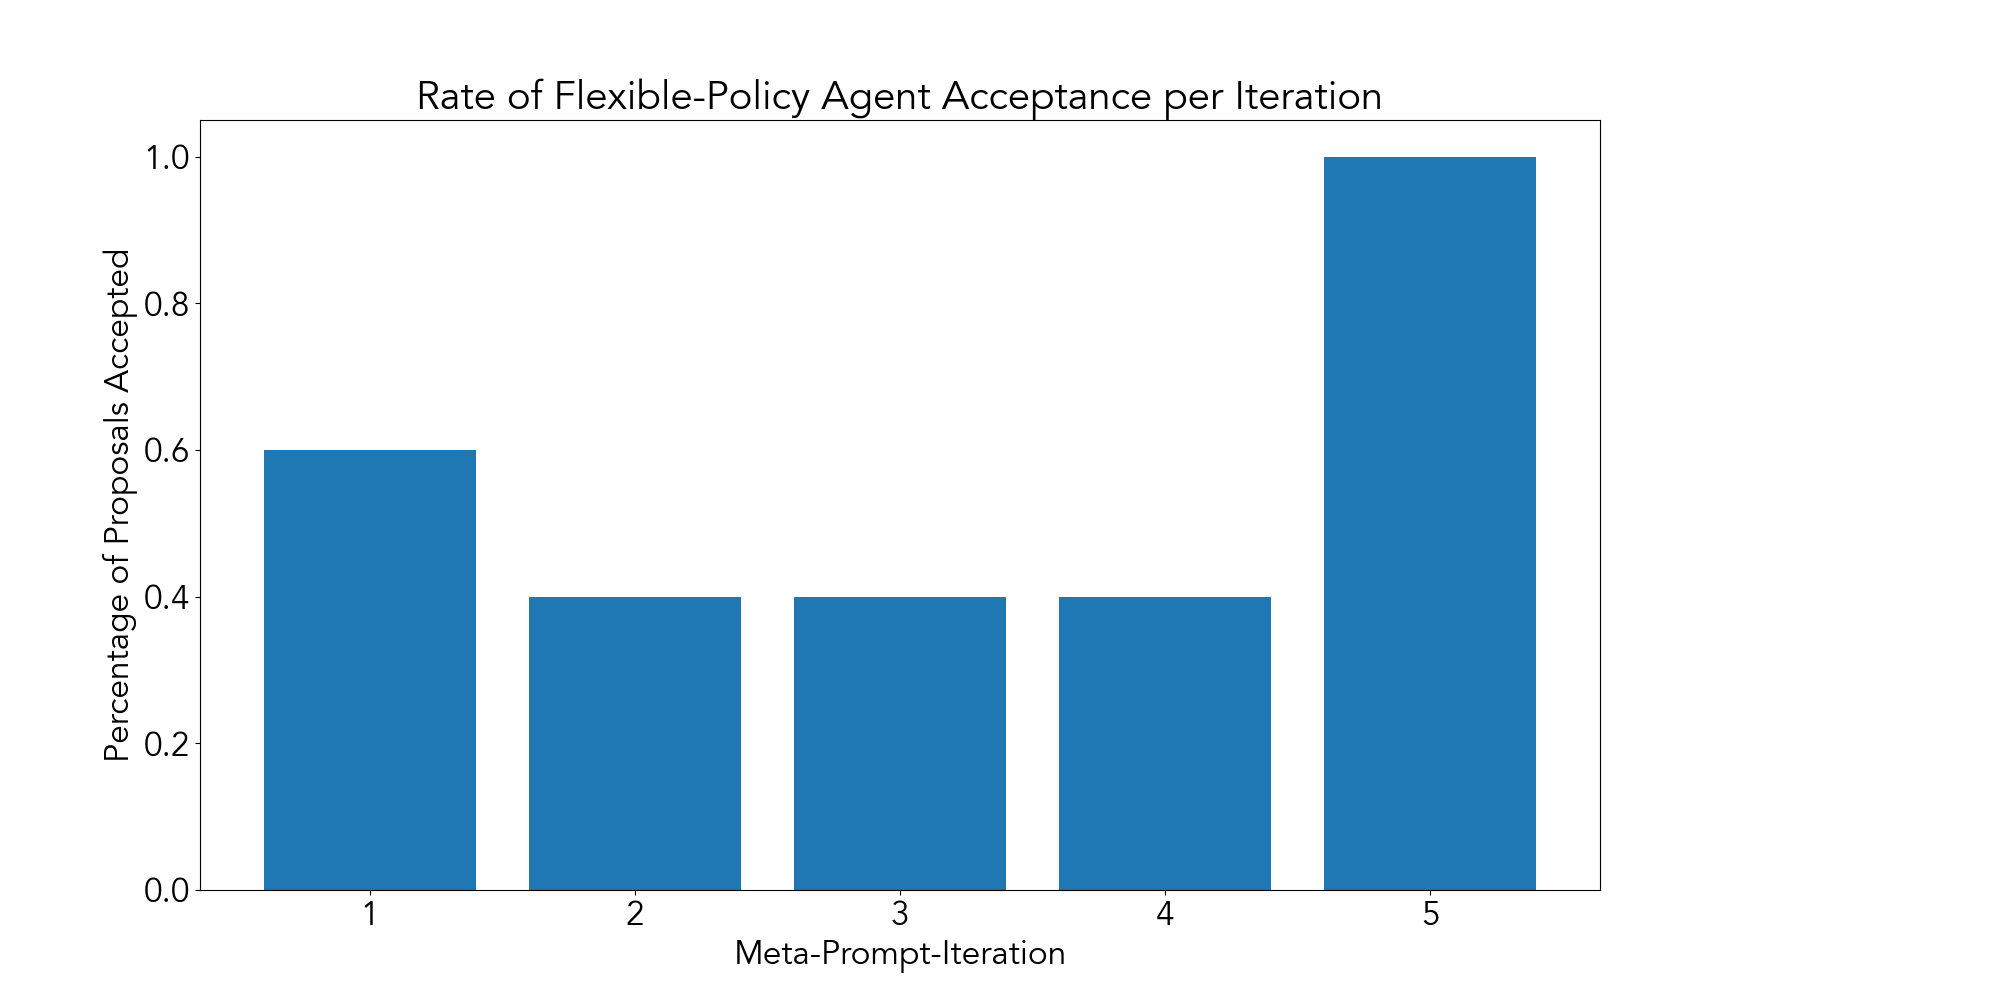 Rate of Flexible-Policy Agent Acceptance per Iteration
Percentage of Proposals Accepted
1.0
0.8
0.6
0.4
0.2
0.0
1 2 3 4 5
Meta-Prompt-Iteration